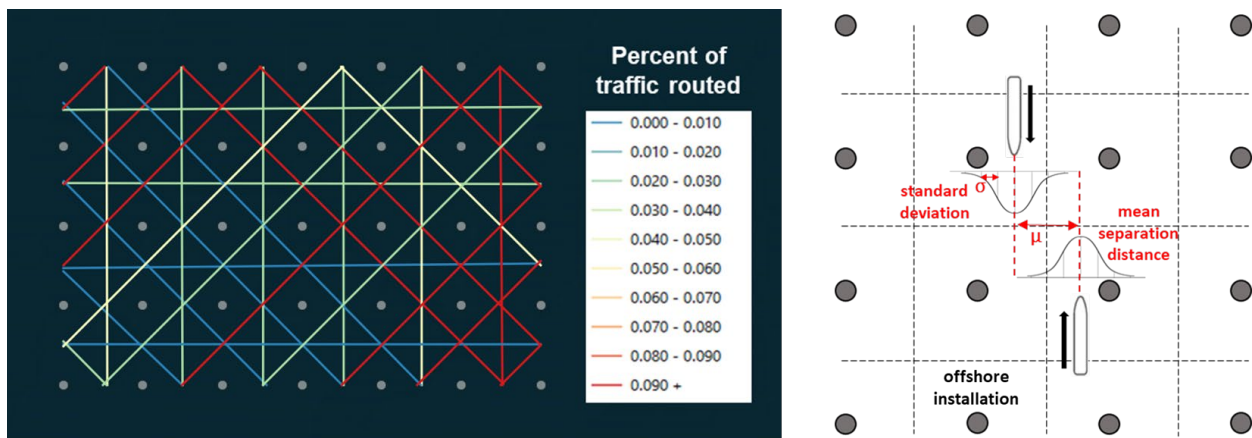 Percent of
traffic routed
0.000 - 0.010
0.010 - 0.020
0.020 - 0.030
0.030 - 0.040
0.040 - 0.050
0.050 - 0.060
0.060 - 0.070
0.070 - 0.080
0.080 - 0.090
0.090 +
σ
standard
deviation
μ
mean
separation
distance
offshore
installation